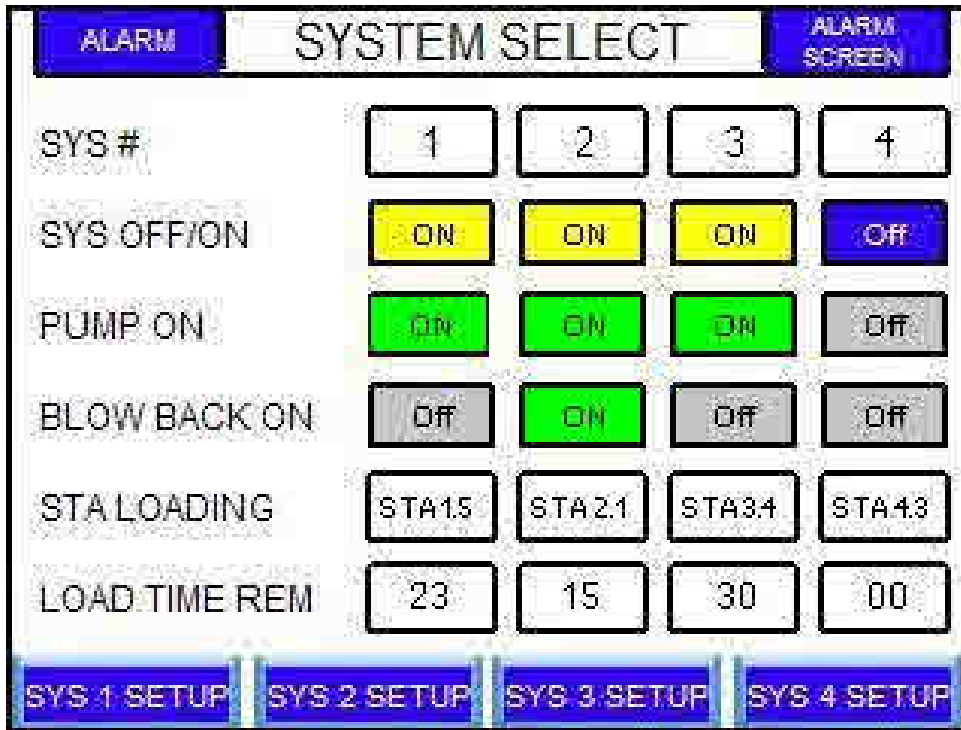 ALARM SYSTEM SELECT ALARM SCREEN
SYS # 1 2 3 4
SYS OFF/ON ON ON ON Off
PUMP ON ON ON ON Off
BLOW BACK ON Off ON Off Off
STA LOADING STA1.5 STA2.1 STA3.4 STA4.3
LOAD TIME REM 23 15 30 00
SYS 1 SETUP SYS 2 SETUP SYS 3 SETUP SYS 4 SETUP